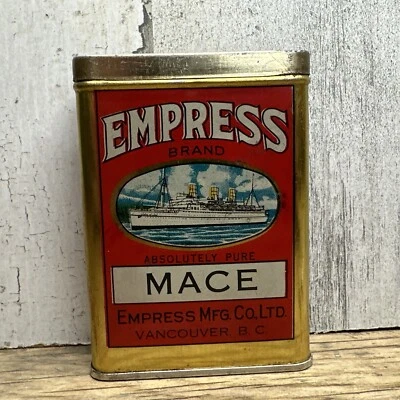 EMPRESS
BRAND
ABSOLUTELY PURE
MACE
EMPRESS MFG. CO., LTD
VANCOUVER, B. C.